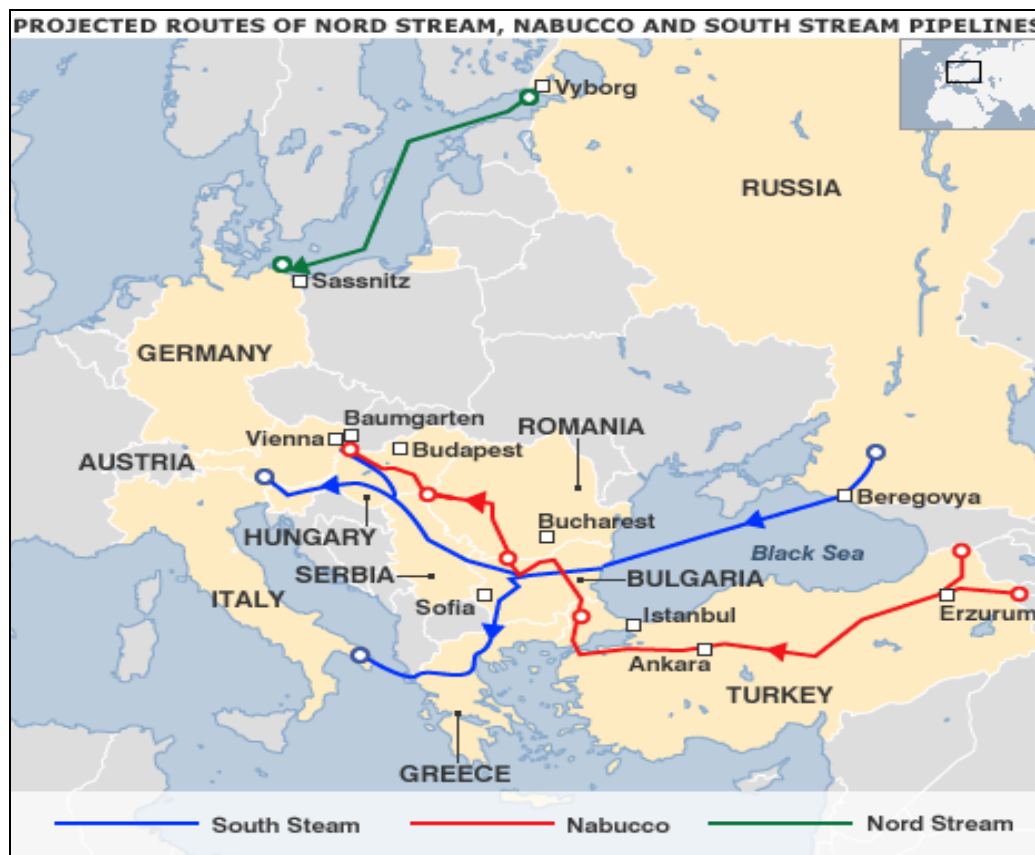 PROJECTED ROUTES OF NORD STREAM, NABUCCO AND SOUTH STREAM PIPELINES
Vyborg
RUSSIA
Sassnitz
GERMANY
Baumgarten
ROMANIA
Vienna
Budapest
AUSTRIA
Beregovya
HUNGARY
Bucharest
Black Sea
SERBIA
BULGARIA
ITALY
Sofia
Istanbul
Erzurum
Ankara
TURKEY
GREECE
South Steam
Nabucco
Nord Stream